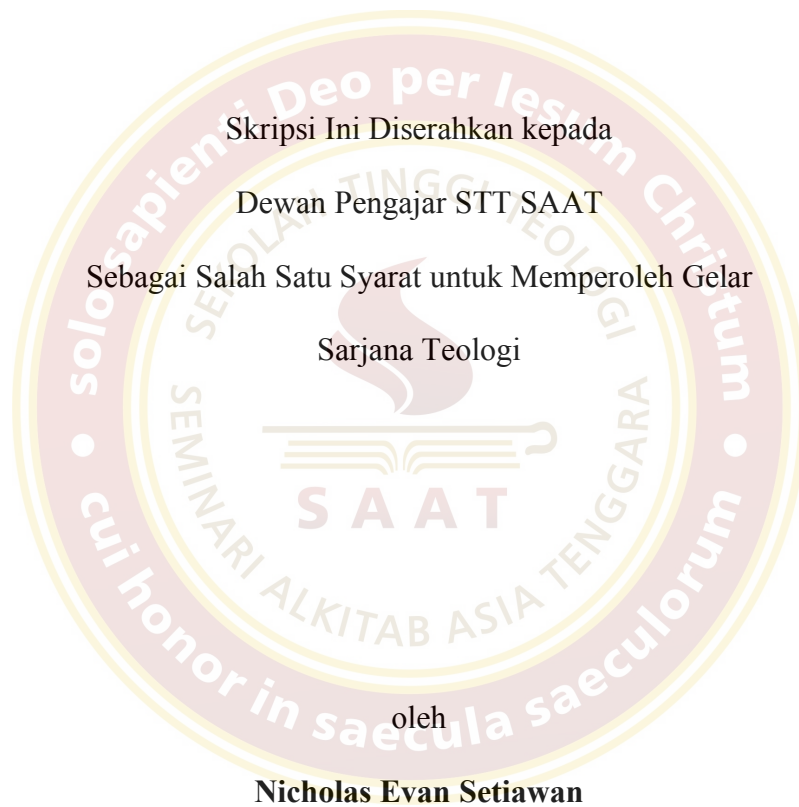 Skripsi Ini Diserahkan kepada
Dewan Pengajar STT SAAT
Sebagai Salah Satu Syarat untuk Memperoleh Gelar
Sarjana Teologi
solo sapienti Deo per Iesum Christum
SEKOLAH TINGGI TEOLOGI
SAAT
SEMINARI ALKITAB ASIA TENGGARA
cui honor in saecula saeculorum
oleh
Nicholas Evan Setiawan